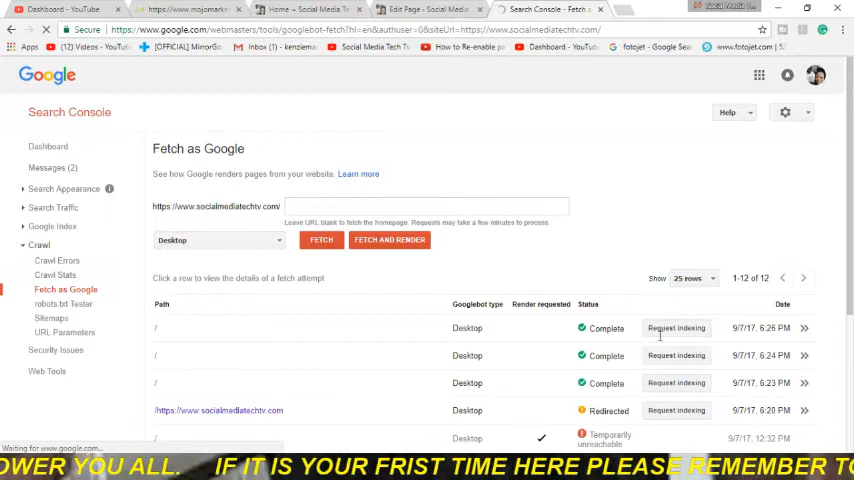 Dashboard - YouTube
https://www.mojomarket
Home ~ Social Media Te
Edit Page ‹ Social Media
Search Console - Fetch a
Social Media T...
Secure https://www.google.com/webmasters/tools/googlebot-fetch?hl=en&authuser=0&siteUrl=https://www.socialmediatechtv.com/
Apps (12) Videos - YouTu [OFFICIAL] MirrorGo Inbox (1) - kenziemar Social Media Tech Tv How to Re-enable p Dashboard - YouTube fotojet - Google Sea www.fotojet.com | 52
Google
Search Console
Help
Dashboard
Messages (2)
Search Appearance
Search Traffic
Google Index
Crawl
Crawl Errors
Crawl Stats
Fetch as Google
robots.txt Tester
Sitemaps
URL Parameters
Security Issues
Web Tools
Fetch as Google
See how Google renders pages from your website. Learn more
https://www.socialmediatechtv.com/
Leave URL blank to fetch the homepage. Requests may take a few minutes to process.
Desktop FETCH FETCH AND RENDER
Click a row to view the details of a fetch attempt Show 25 rows 1-12 of 12
Path Googlebot type Render requested Status Date
/ Desktop Complete Request indexing 9/7/17, 6:26 PM
/ Desktop Complete Request indexing 9/7/17, 6:24 PM
/ Desktop Complete Request indexing 9/7/17, 6:23 PM
/https://www.socialmediatechtv.com Desktop Redirected Request indexing 9/7/17, 6:20 PM
/ Desktop ✓ Temporarily unreachable 9/7/17, 12:32 PM
Waiting for www.google.com...
OWER YOU ALL. IF IT IS YOUR FRIST TIME HERE PLEASE REMEMBER TO